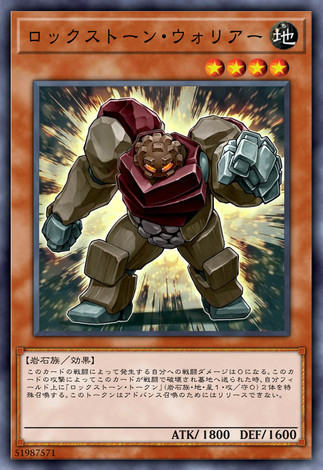 ロックストーン・ウォリアー
地
【岩石族／効果】
このカードの戦闘によって発生する自分への戦闘ダメージは0になる。このカ
ードの攻撃によってこのカードが戦闘で破壊され墓地へ送られた時、自分フィ
ールド上に「ロックストーン・トークン」(岩石族・地・星１・攻／守０)２体を特
殊召喚する。このトークンはアドバンス召喚のためにはリリースできない。
ATK/ 1800 DEF/1600
51987571